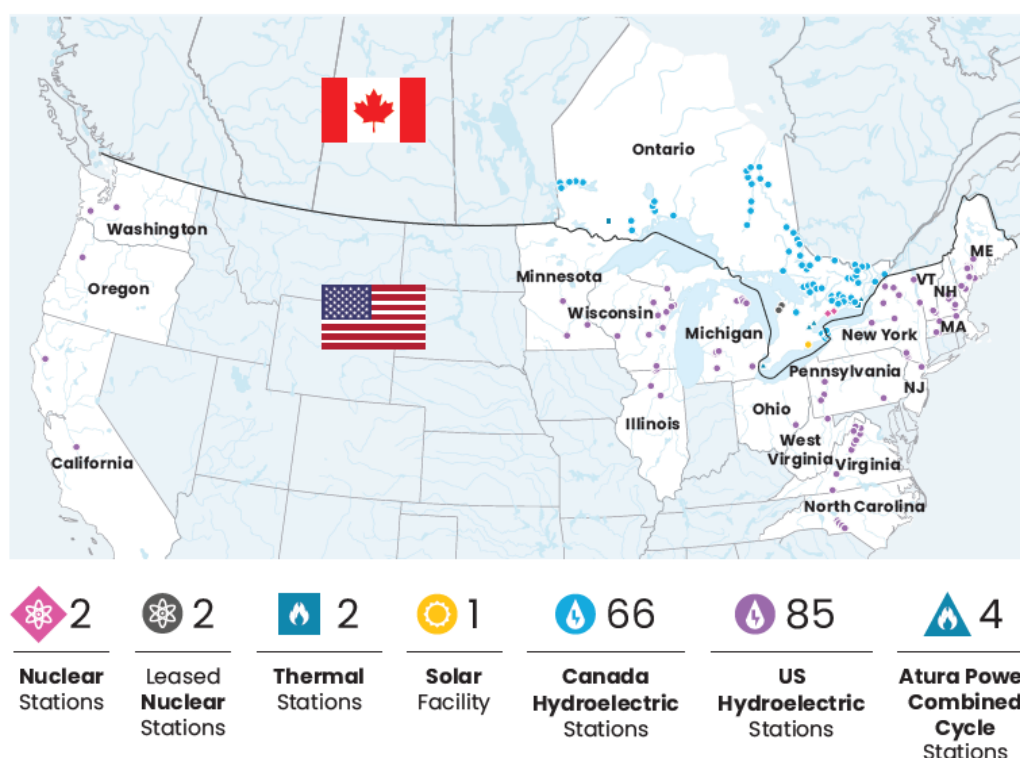 Ontario
Washington
Oregon
Minnesota
Wisconsin
Michigan
ME
VT
NH
MA
New York
Pennsylvania
NJ
Ohio
Illinois
West
Virginia
Virginia
California
North Carolina
2
2
2
1
66
85
4
Nuclear
Stations
Leased
Nuclear
Stations
Thermal
Stations
Solar
Facility
Canada
Hydroelectric
Stations
US
Hydroelectric
Stations
Atura Powe
Combined
Cycle
Stations